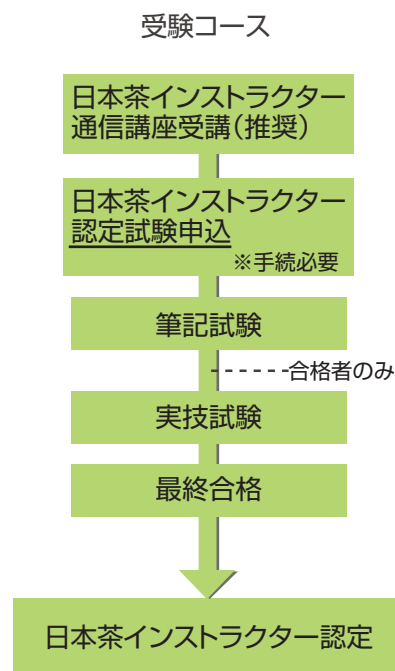 受験コース
日本茶インストラクター
通信講座受講(推奨)
日本茶インストラクター
認定試験申込
※手続必要
筆記試験
合格者のみ
実技試験
最終合格
日本茶インストラクター認定